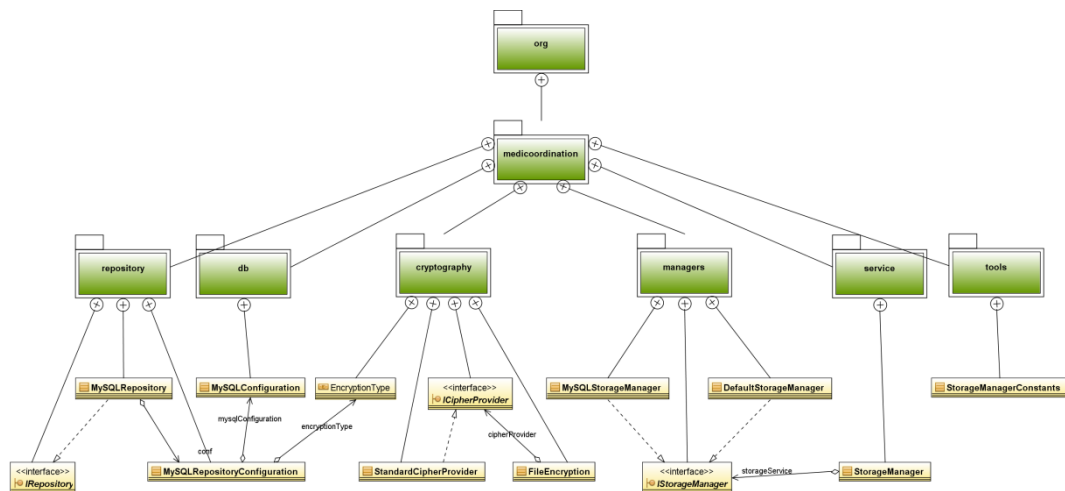 org
medicoordination
repository
db
cryptography
managers
service
tools
MySQLRepository
MySQLConfiguration
EncryptionType
<<interface>>
ICipherProvider
MySQLStorageManager
DefaultStorageManager
StorageManagerConstants
mysqlConfiguration
encryptionType
cipherProvider
conf
<<interface>>
IRepository
MySQLRepositoryConfiguration
StandardCipherProvider
FileEncryption
<<interface>>
IStorageManager
storageService
StorageManager